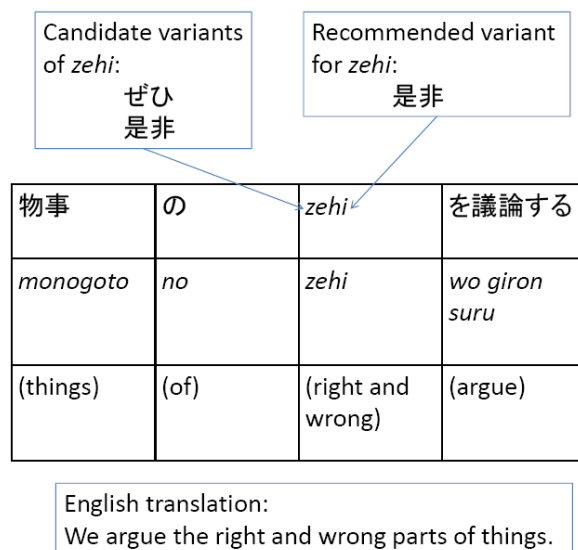 Candidate variants
of zehi:
ぜひ
是非
Recommended variant
for zehi:
是非
物事 の zehi を議論する
monogoto no zehi wo giron
suru
(things) (of) (right and (argue)
wrong)
English translation:
We argue the right and wrong parts of things.